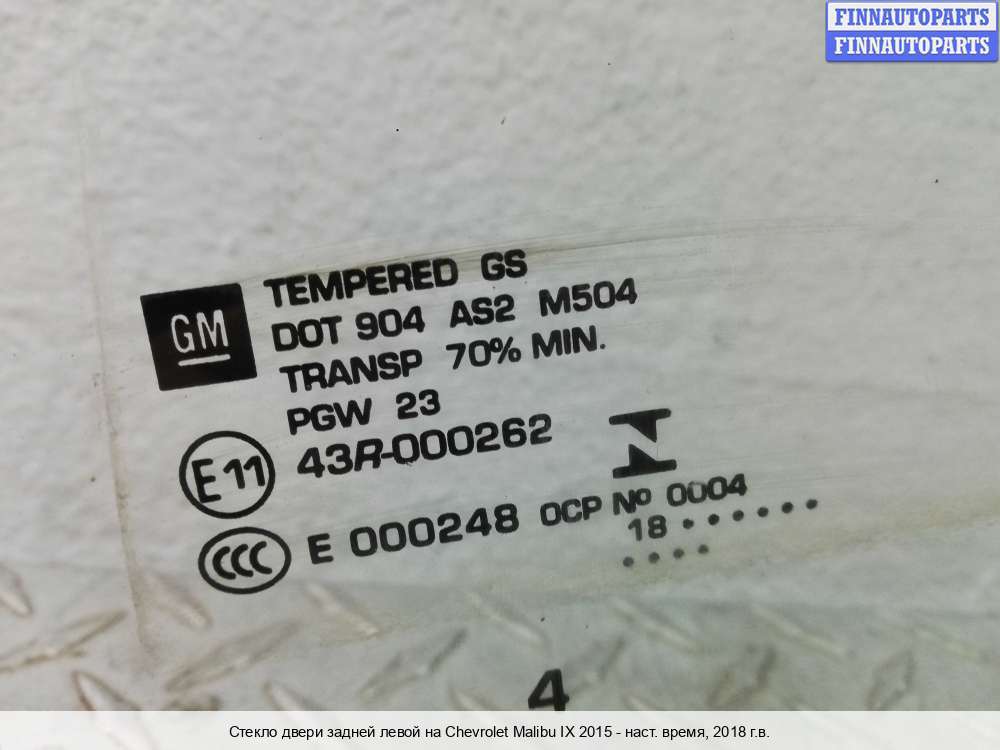 FINNAUTOPARTS
FINNAUTOPARTS
GM
TEMPERED GS
DOT 904 AS2 M504
TRANSP 70% MIN.
PGW 23
E11 43R-000262
CCC E 000248 OCP Nº 0004
18 • • • • • •
• • • •
4
Стекло двери задней левой на Chevrolet Malibu IX 2015 - наст. время, 2018 г.в.